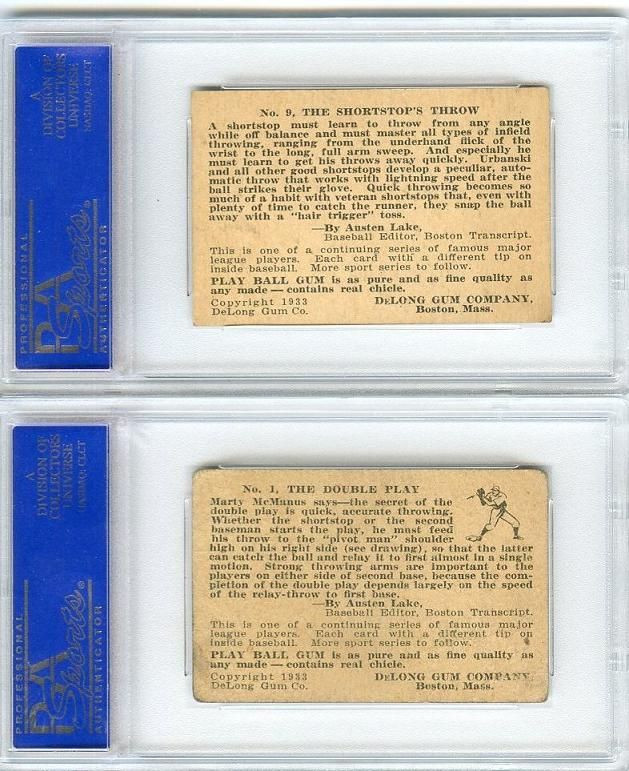 A
DIVISION OF
COLLECTORS
UNIVERSE
NASDAQ: CLCT
PROFESSIONAL
PSA
Sports
AUTHENTICATOR
No. 9, THE SHORTSTOP'S THROW
A shortstop must learn to throw from any angle
while off balance and must master all types of infield
throwing, ranging from the underhand flick of the
wrist to the long, full arm sweep. And especially he
must learn to get his throws away quickly. Urbanski
and all other good shortstops develop a peculiar, auto-
matic throw that works with lightning speed after the
ball strikes their glove. Quick throwing becomes so
much of a habit with veteran shortstops that, even with
plenty of time to catch the runner, they snap the ball
away with a "hair trigger" toss.
—By Austen Lake,
Baseball Editor, Boston Transcript.
This is one of a continuing series of famous major
league players. Each card with a different tip on
inside baseball. More sport series to follow.
PLAY BALL GUM is as pure and as fine quality as
any made — contains real chicle.
Copyright 1933 DeLONG GUM COMPANY,
DeLong Gum Co. Boston, Mass.
A
DIVISION OF
COLLECTORS
UNIVERSE
NASDAQ: CLCT
PROFESSIONAL
PSA
Sports®
AUTHENTICATOR
No. 1, THE DOUBLE PLAY
Marty McManus says—the secret of the
double play is quick, accurate throwing.
Whether the shortstop or the second
baseman starts the play, he must feed
his throw to the "pivot man" shoulder
high on his right side (see drawing), so that the latter
can catch the ball and relay it to first almost in a single
motion. Strong throwing arms are important to the
players on either side of second base, because the com-
pletion of the double play depends largely on the speed
of the relay-throw to first base.
—By Austen Lake,
Baseball Editor, Boston Transcript.
This is one of a continuing series of famous major
league players. Each card with a different tip on
inside baseball. More sport series to follow.
PLAY BALL GUM is as pure and as fine quality as
any made — contains real chicle.
Copyright 1933 DeLONG GUM COMPANY,
DeLong Gum Co. Boston, Mass.